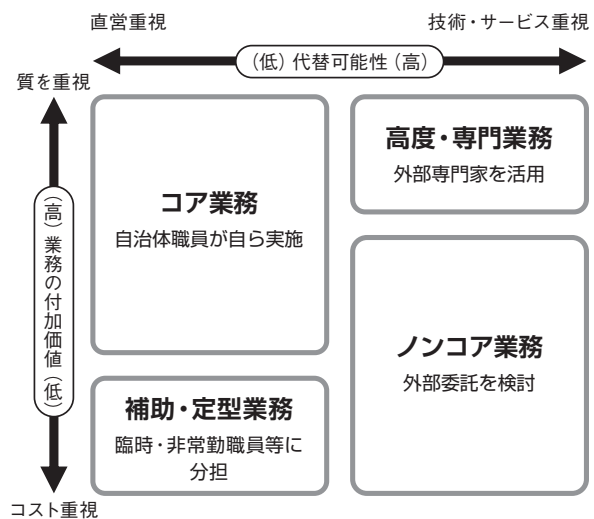 直営重視
技術・サービス重視
(低)代替可能性(高)
質を重視
(高)業務の付加価値(低)
コスト重視
コア業務
自治体職員が自ら実施
高度・専門業務
外部専門家を活用
補助・定型業務
臨時・非常勤職員等に
分担
ノンコア業務
外部委託を検討